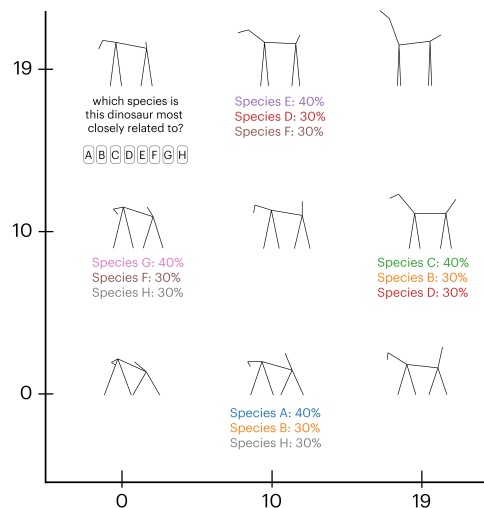 19
which species is
this dinosaur most
closely related to?
A B C D E F G H
Species E: 40%
Species D: 30%
Species F: 30%
10
Species G: 40%
Species F: 30%
Species H: 30%
Species C: 40%
Species B: 30%
Species D: 30%
0
Species A: 40%
Species B: 30%
Species H: 30%
0 10 19